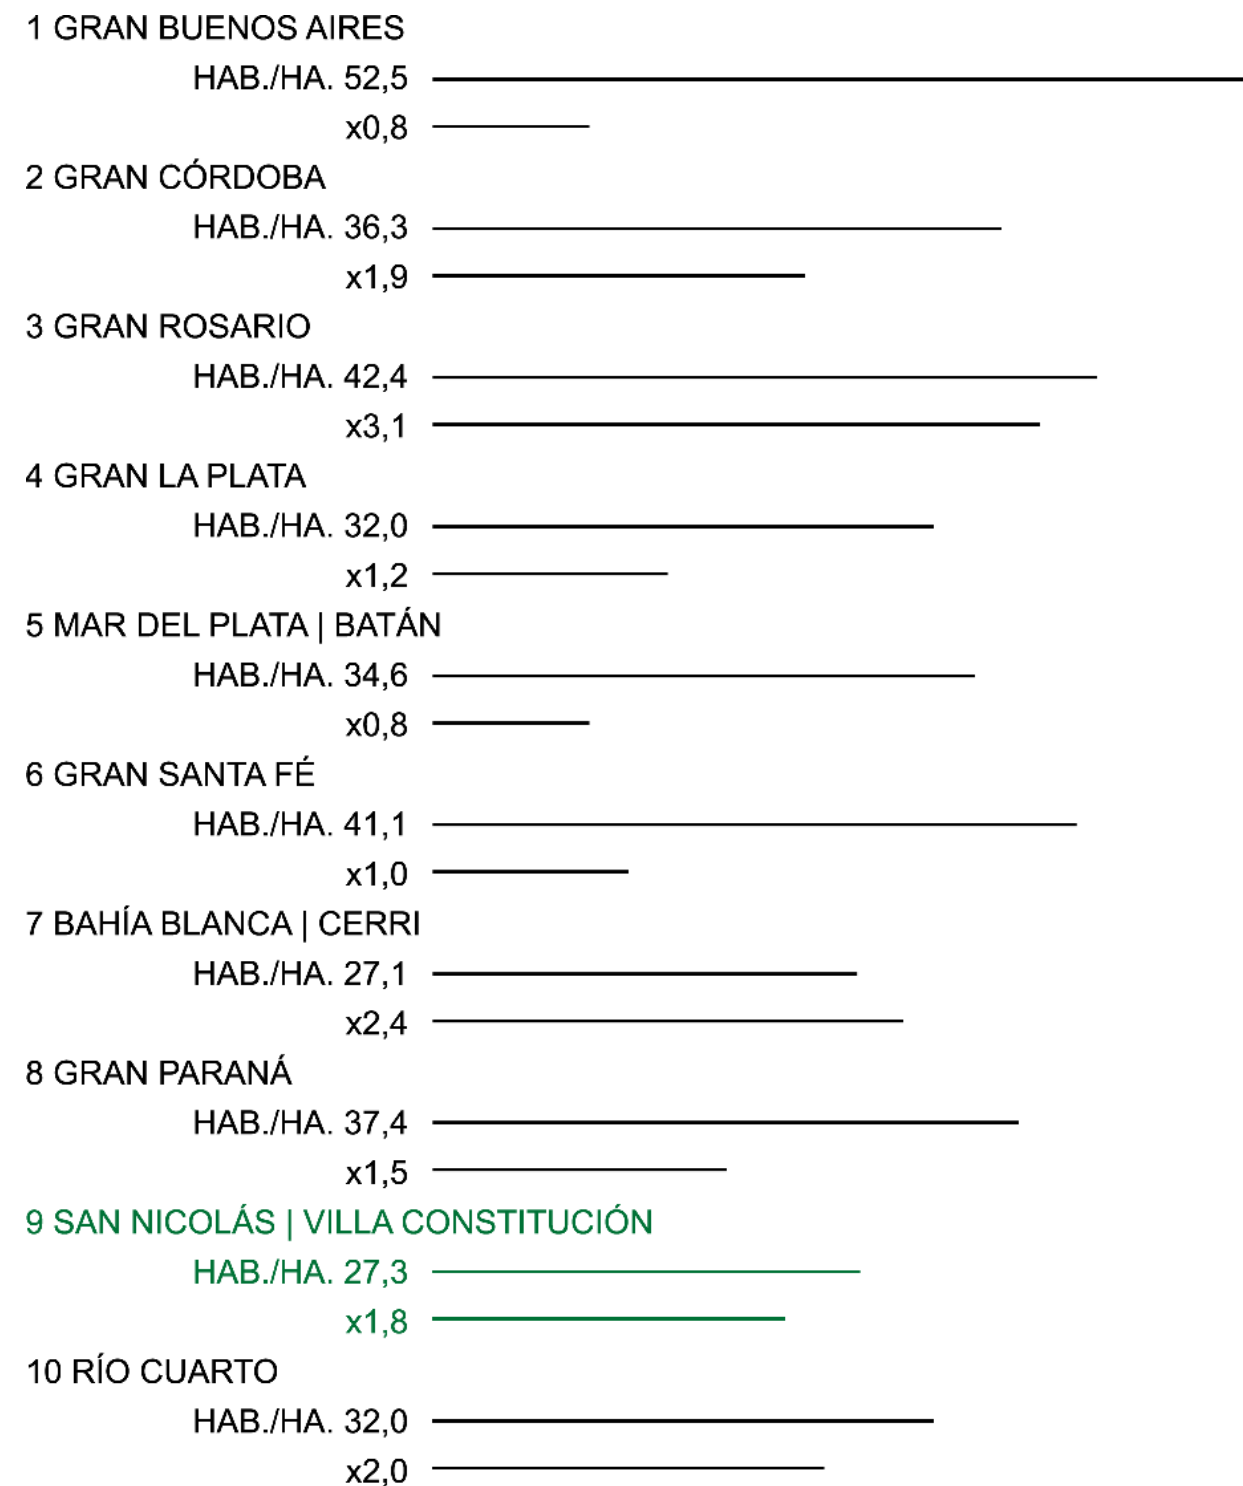 1 GRAN BUENOS AIRES
HAB./HA. 52,5
x0,8
2 GRAN CÓRDOBA
HAB./HA. 36,3
x1,9
3 GRAN ROSARIO
HAB./HA. 42,4
x3,1
4 GRAN LA PLATA
HAB./HA. 32,0
x1,2
5 MAR DEL PLATA | BATÁN
HAB./HA. 34,6
x0,8
6 GRAN SANTA FÉ
HAB./HA. 41,1
x1,0
7 BAHÍA BLANCA | CERRI
HAB./HA. 27,1
x2,4
8 GRAN PARANÁ
HAB./HA. 37,4
x1,5
9 SAN NICOLÁS | VILLA CONSTITUCIÓN
HAB./HA. 27,3
x1,8
10 RÍO CUARTO
HAB./HA. 32,0
x2,0